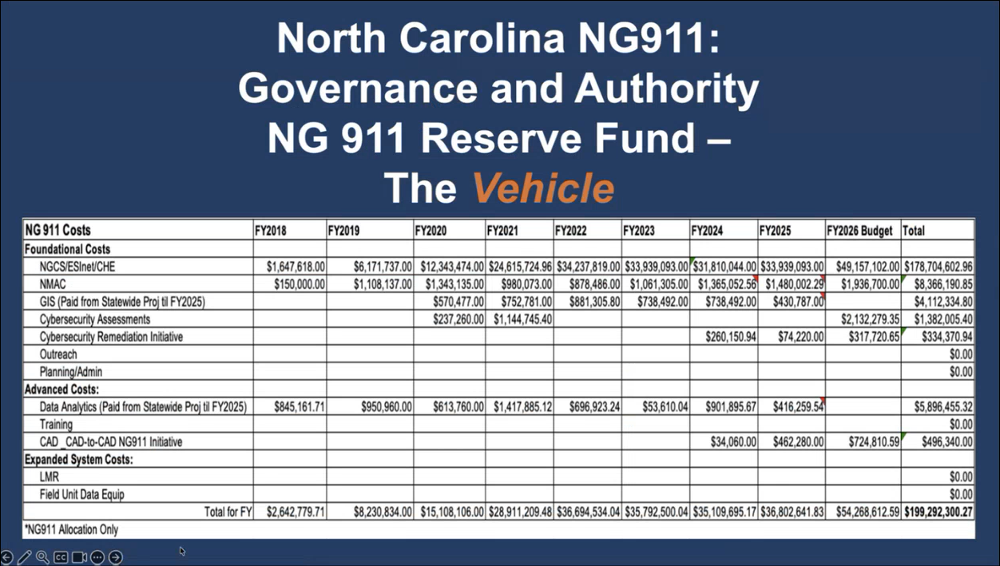 North Carolina NG911:
Governance and Authority
NG 911 Reserve Fund –
The Vehicle
NG 911 Costs FY2018 FY2019 FY2020 FY2021 FY2022 FY2023 FY2024 FY2025 FY2026 Budget Total
Foundational Costs
NGCS/ESInet/CHE $1,647,618.00 $6,171,737.00 $12,343,474.00 $24,615,724.96 $34,237,819.00 $33,939,093.00 $31,810,044.00 $33,939,093.00 $49,157,102.00 $178,704,602.96
NMAC $150,000.00 $1,108,137.00 $1,343,135.00 $980,073.00 $878,486.00 $1,061,305.00 $1,365,052.56 $1,480,002.29 $1,936,700.00 $8,366,190.85
GIS (Paid from Statewide Proj til FY2025) $570,477.00 $752,781.00 $881,305.80 $738,492.00 $738,492.00 $430,787.00 $4,112,334.80
Cybersecurity Assessments $237,260.00 $1,144,745.40 $2,132,279.35 $1,382,005.40
Cybersecurity Remediation Initiative $260,150.94 $74,220.00 $317,720.65 $334,370.94
Outreach $0.00
Planning/Admin $0.00
Advanced Costs:
Data Analytics (Paid from Statewide Proj til FY2025) $845,161.71 $950,960.00 $613,760.00 $1,417,885.12 $696,923.24 $53,610.04 $901,895.67 $416,259.54 $5,896,455.32
Training $0.00
CAD _CAD-to-CAD NG911 Initiative $34,060.00 $462,280.00 $724,810.59 $496,340.00
Expanded System Costs:
LMR $0.00
Field Unit Data Equip $0.00
Total for FY $2,642,779.71 $8,230,834.00 $15,108,106.00 $28,911,209.48 $36,694,534.04 $35,792,500.04 $35,109,695.17 $36,802,641.83 $54,268,612.59 $199,292,300.27
*NG911 Allocation Only
CC